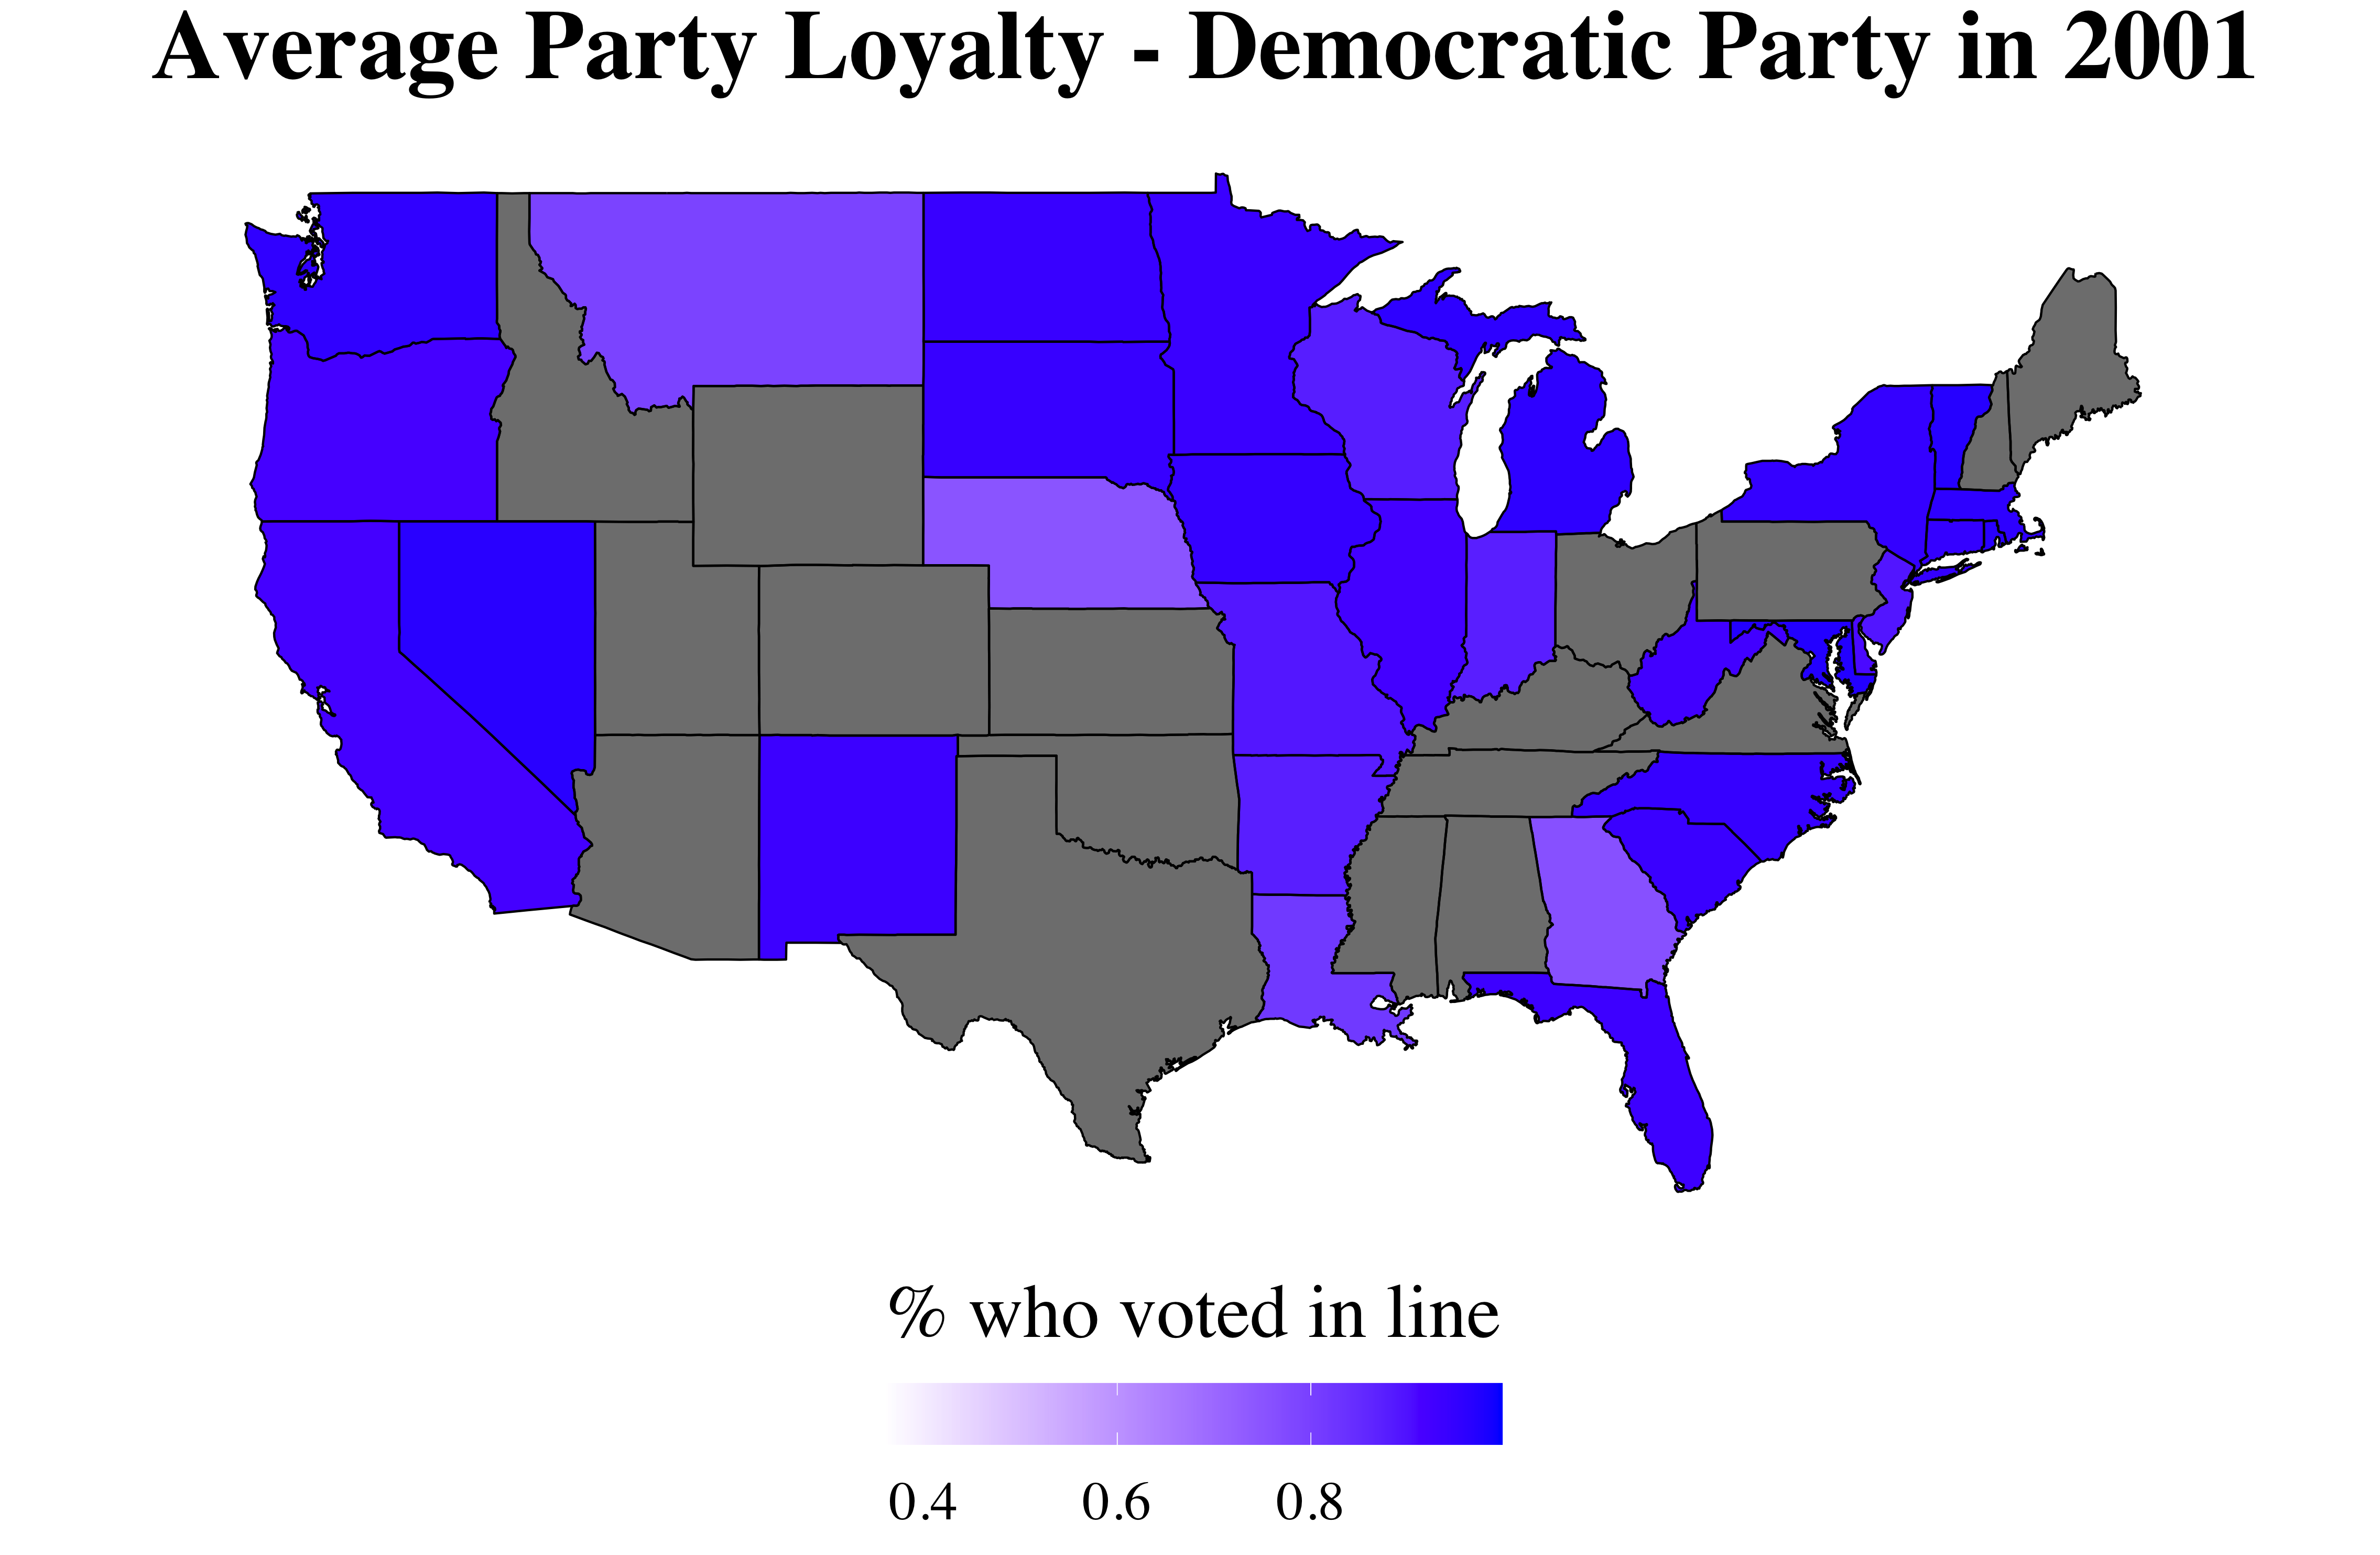 Average Party Loyalty - Democratic Party in 2001
% who voted in line
0.4 0.6 0.8